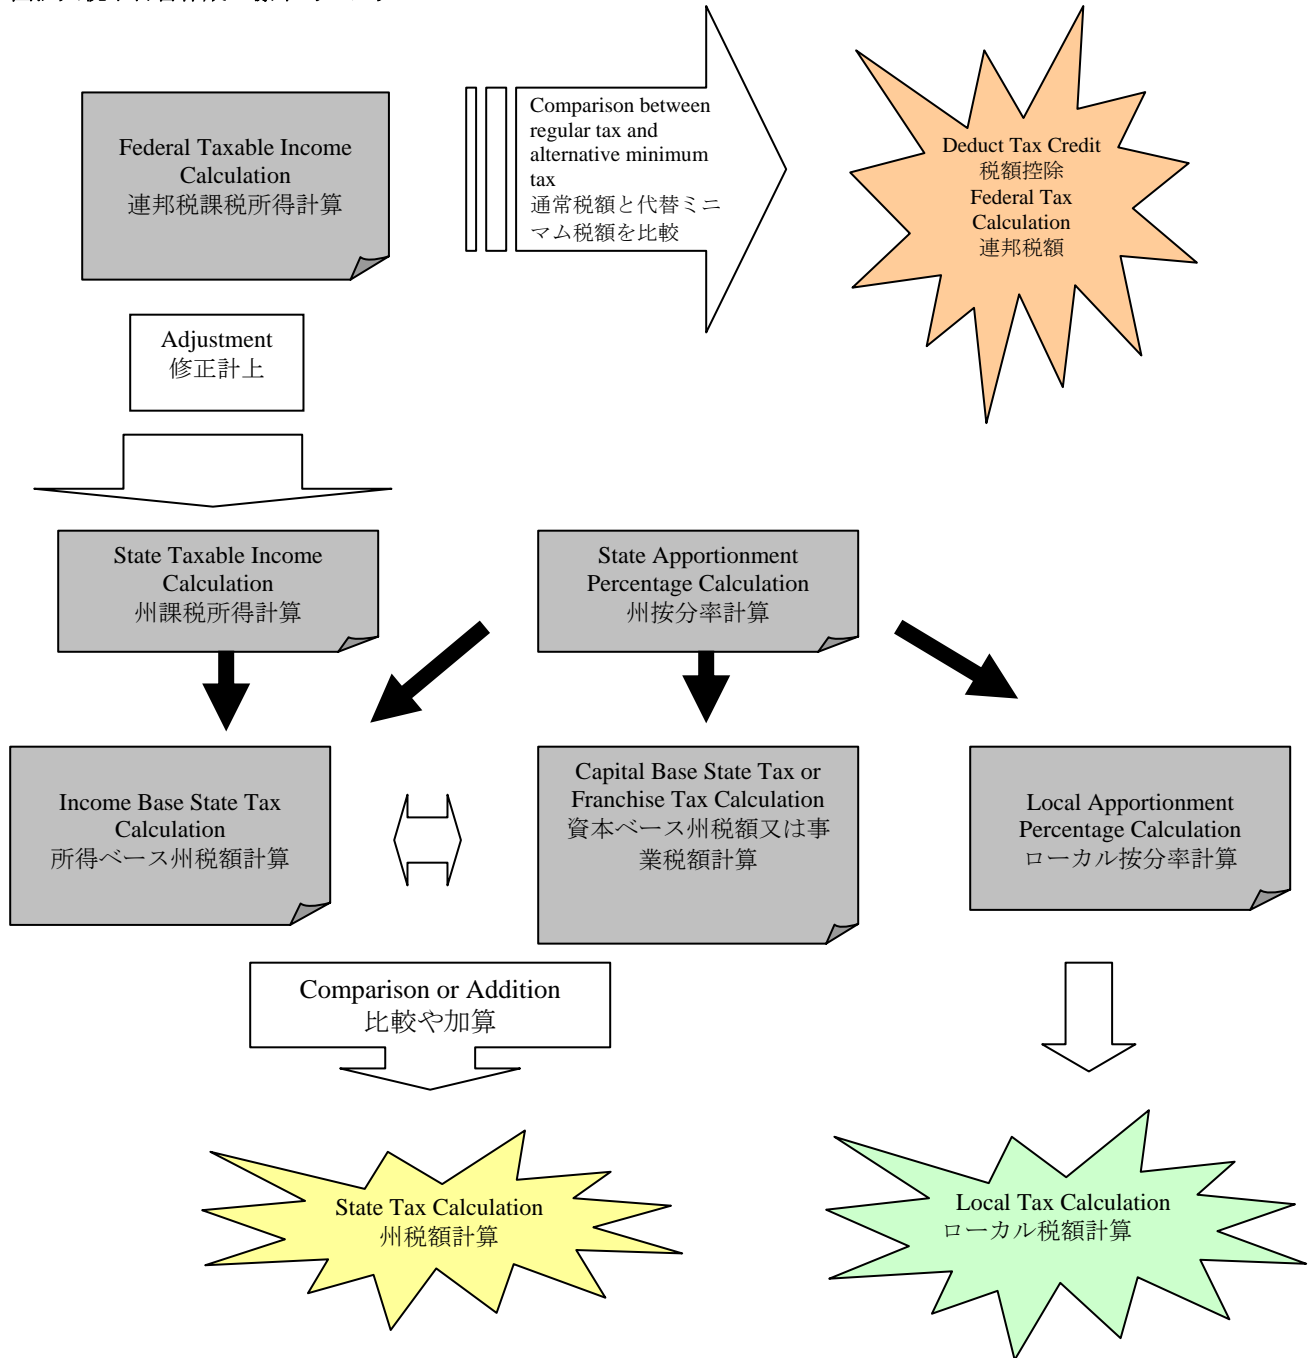 Federal Taxable Income
Calculation
連邦税課税所得計算
Comparison between
regular tax and
alternative minimum
tax
通常税額と代替ミニ
マム税額を比較
Deduct Tax Credit
税額控除
Federal Tax
Calculation
連邦税額
Adjustment
修正計上
State Taxable Income
Calculation
州課税所得計算
State Apportionment
Percentage Calculation
州按分率計算
Income Base State Tax
Calculation
所得ベース州税額計算
Capital Base State Tax or
Franchise Tax Calculation
資本ベース州税額又は事
業税額計算
Local Apportionment
Percentage Calculation
ローカル按分率計算
Comparison or Addition
比較や加算
State Tax Calculation
州税額計算
Local Tax Calculation
ローカル税額計算